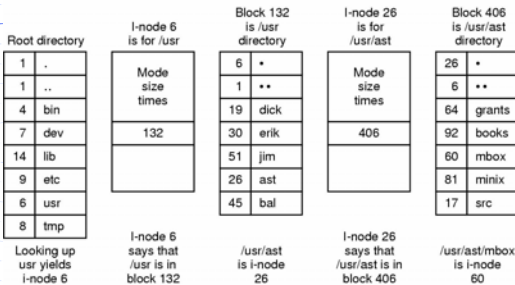 Root directory
1 .
1 ..
4 bin
7 dev
14 lib
9 etc
6 usr
8 tmp
Looking up
usr yields
i-node 6
I-node 6
is for /usr
Mode
size
times
132
I-node 6
says that
/usr is in
block 132
Block 132
is /usr
directory
6 •
1 ••
19 dick
30 erik
51 jim
26 ast
45 bal
/usr/ast
is i-node
26
I-node 26
is for
/usr/ast
Mode
size
times
406
I-node 26
says that
/usr/ast is in
block 406
Block 406
is /usr/ast
directory
26 •
6 ••
64 grants
92 books
60 mbox
81 minix
17 src
/usr/ast/mbox
is i-node
60